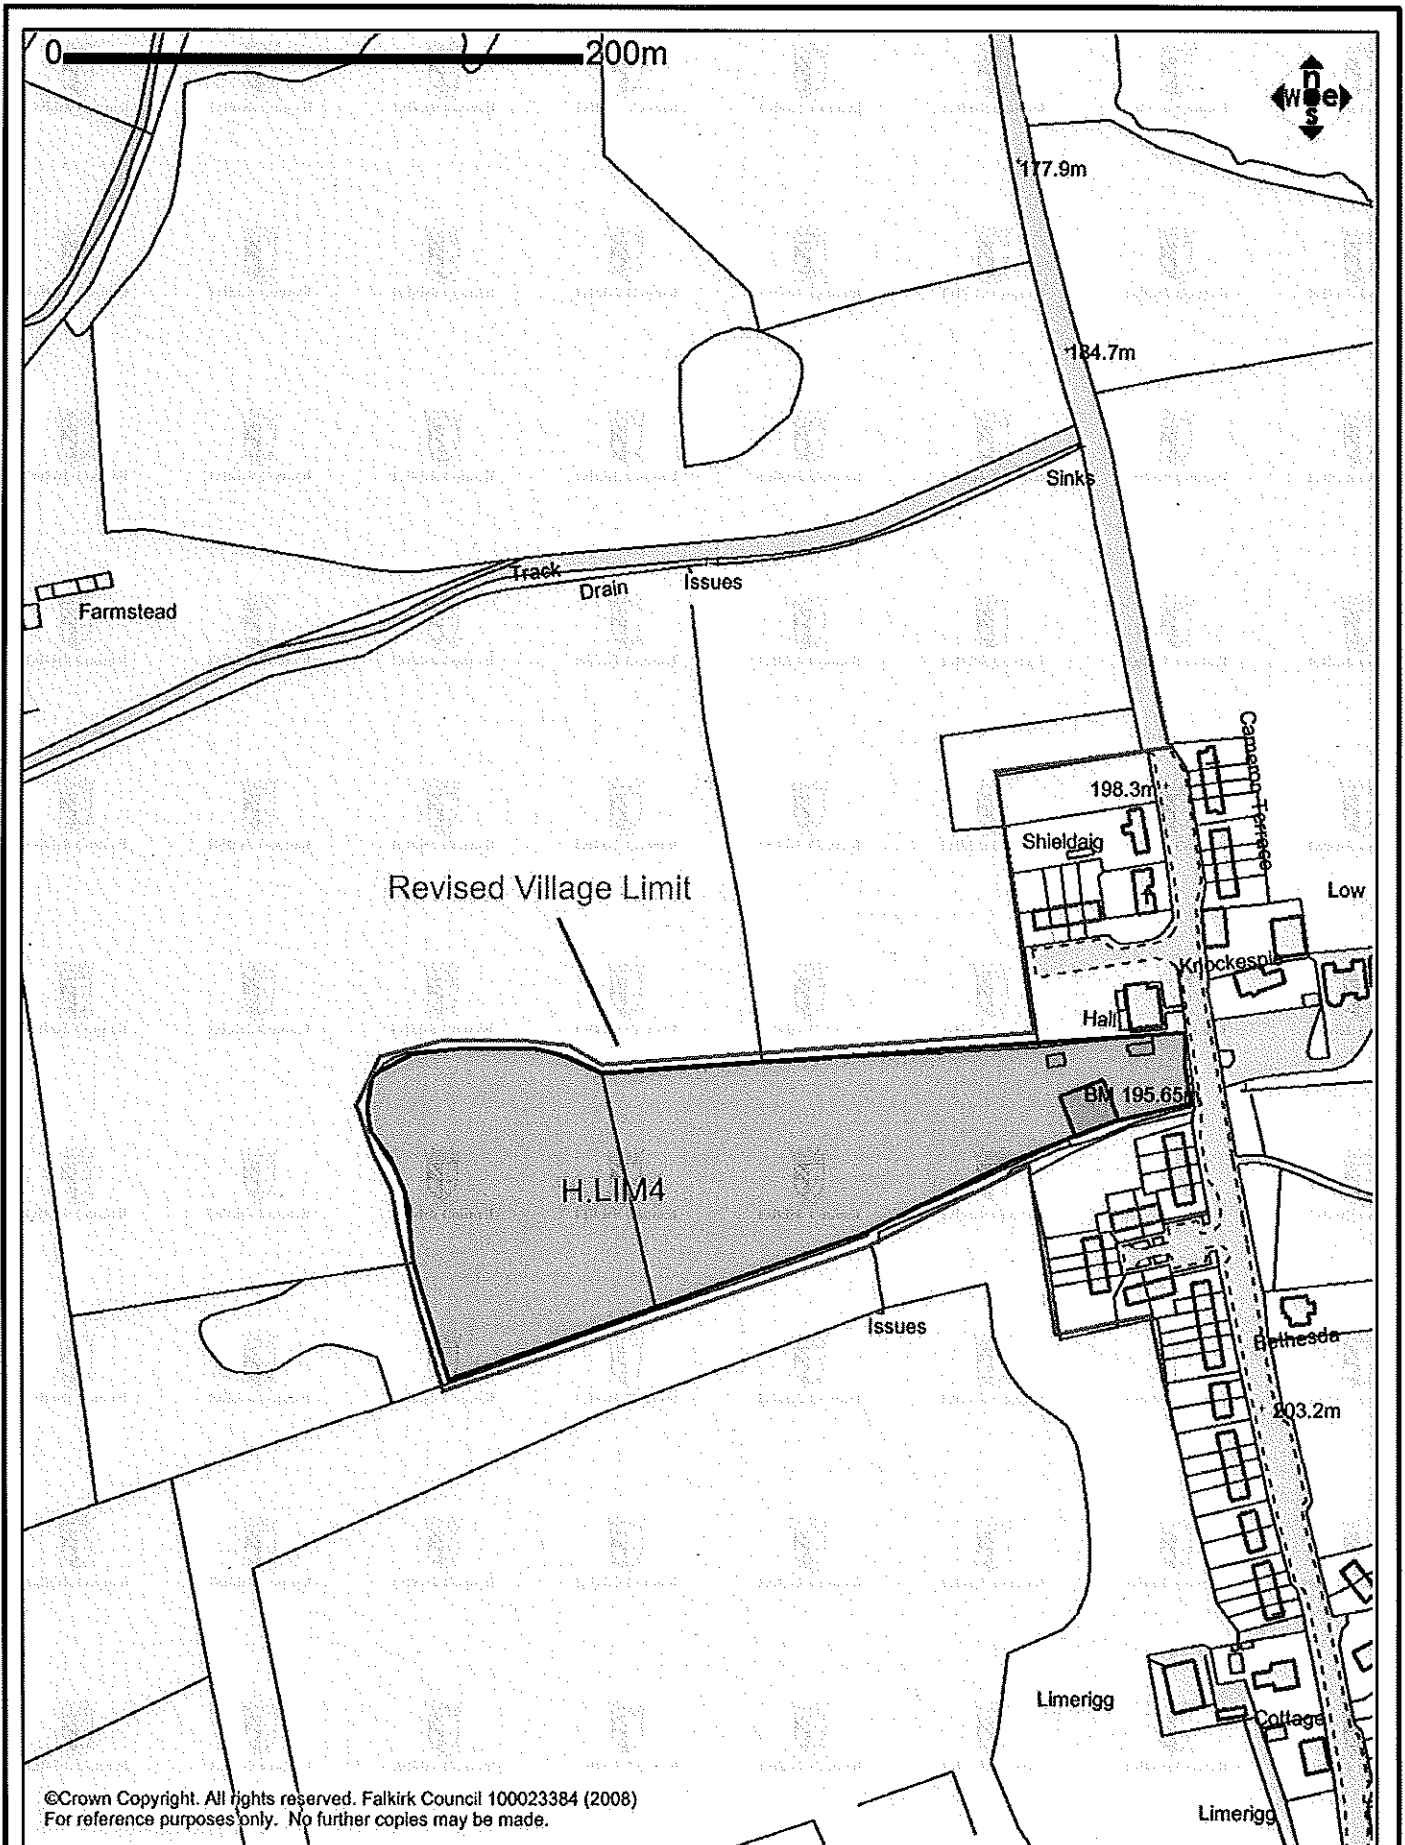 0 200m
n
W e
s
177.9m
184.7m
Sinks
Track
Drain
Issues
Farmstead
Cameron Terrace
198.3m
Shieldaig
Revised Village Limit
Low
Hall
BM 195.65m
H.LIM4
Issues
Bethesda
203.2m
Limerigg
Cottage
©Crown Copyright. All rights reserved. Falkirk Council 100023384 (2008)
For reference purposes only. No further copies may be made.
Limerigg